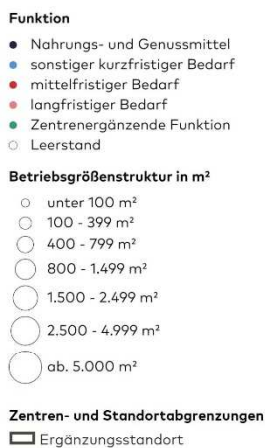 Funktion
Nahrungs- und Genussmittel
sonstiger kurzfristiger Bedarf
mittelfristiger Bedarf
langfristiger Bedarf
Zentrenergänzende Funktion
Leerstand
Betriebsgrößenstruktur in m²
unter 100 m²
100 - 399 m²
400 - 799 m²
800 - 1.499 m²
1.500 - 2.499 m²
2.500 - 4.999 m²
ab. 5.000 m²
Zentren- und Standortabgrenzungen
Ergänzungsstandort